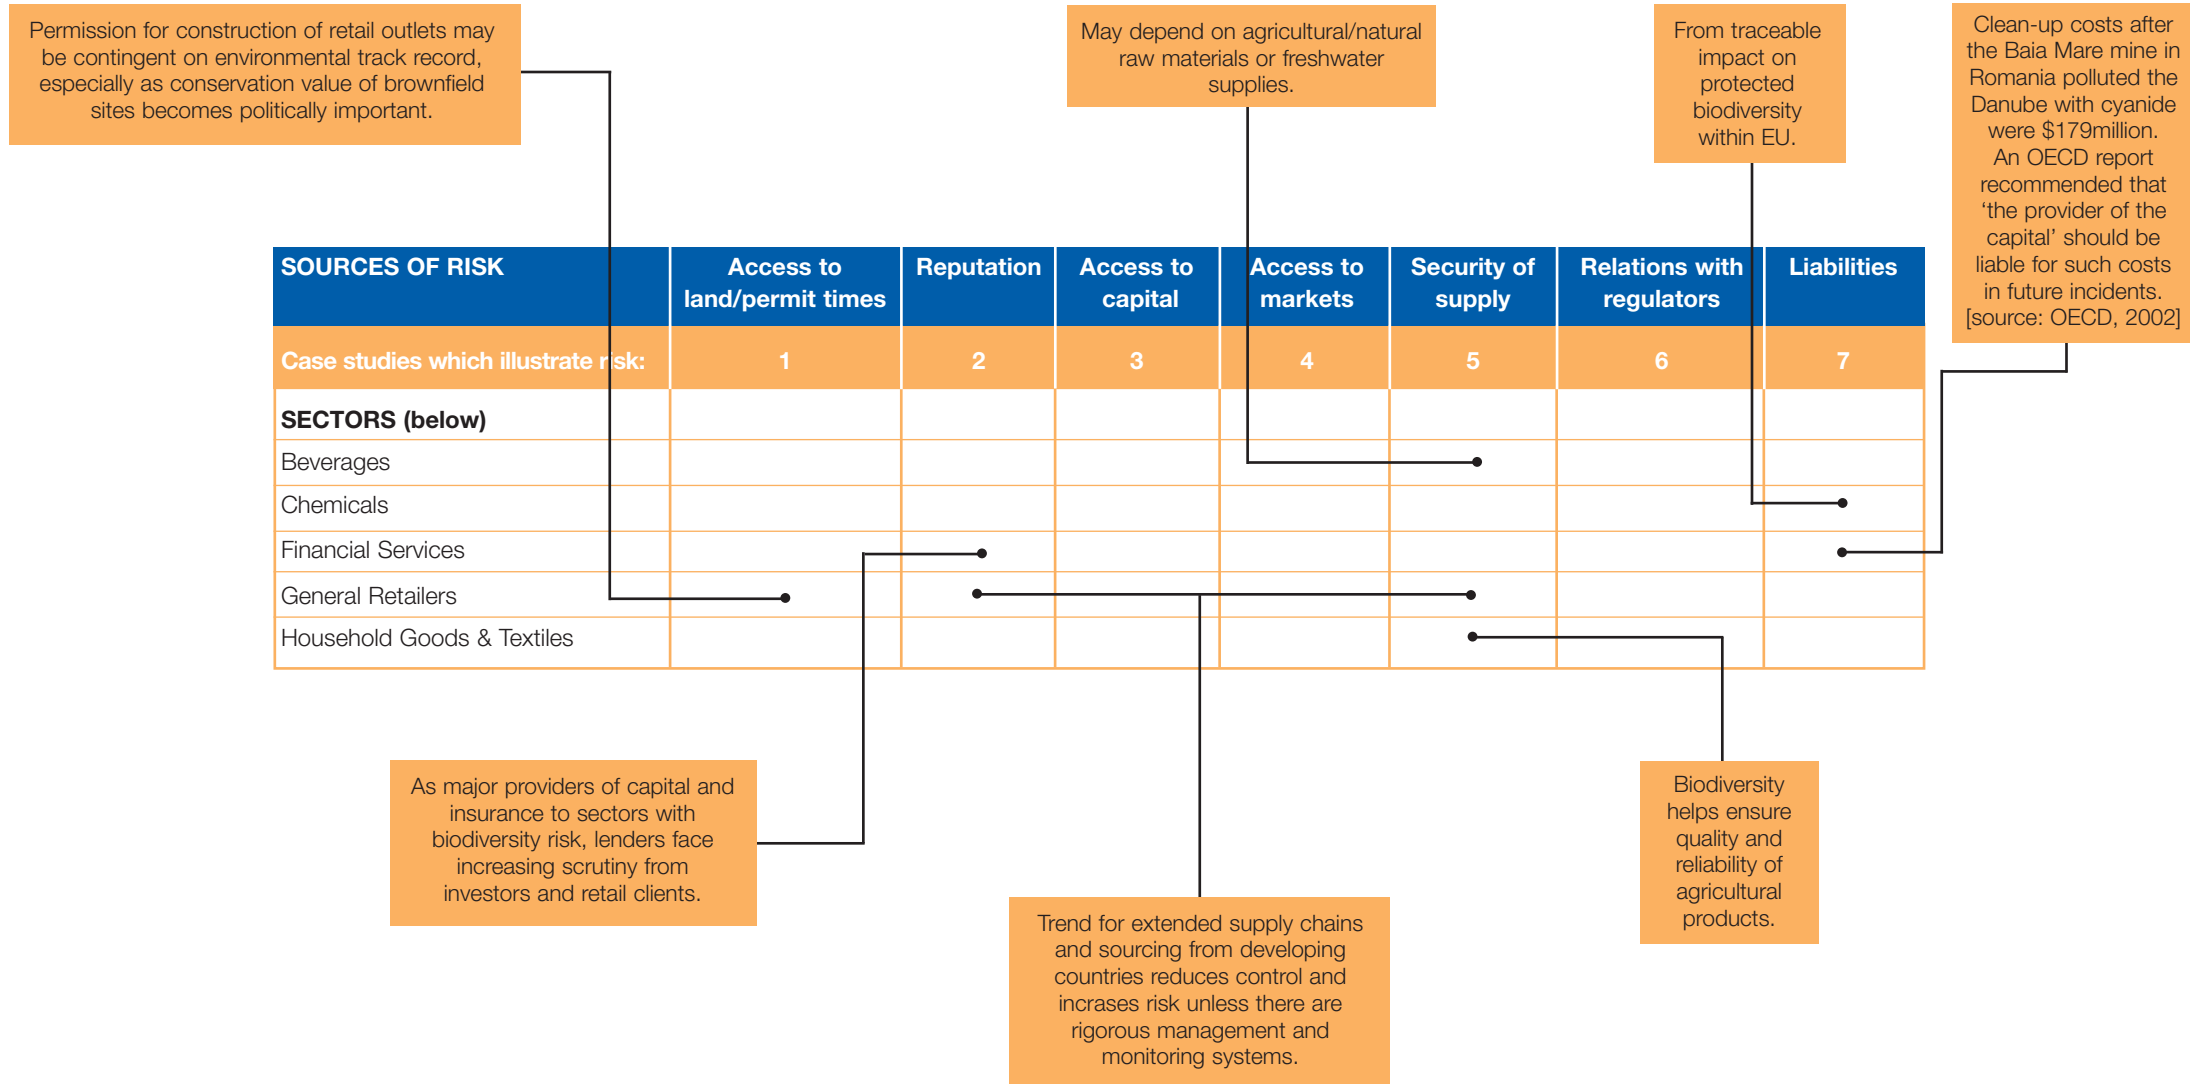 Permission for construction of retail outlets may
be contingent on environmental track record,
especially as conservation value of brownfield
sites becomes politically important.
May depend on agricultural/natural
raw materials or freshwater
supplies.
From traceable
impact on
protected
biodiversity
within EU.
Clean-up costs after
the Baia Mare mine in
Romania polluted the
Danube with cyanide
were $179million.
An OECD report
recommended that
‘the provider of the
capital’ should be
liable for such costs
in future incidents.
[source: OECD, 2002]
SOURCES OF RISK
Access to
land/permit times
Reputation
Access to
capital
Access to
markets
Security of
supply
Relations with
regulators
Liabilities
Case studies which illustrate risk: 1 2 3 4 5 6 7
SECTORS (below)
Beverages
Chemicals
Financial Services
General Retailers
Household Goods & Textiles
As major providers of capital and
insurance to sectors with
biodiversity risk, lenders face
increasing scrutiny from
investors and retail clients.
Trend for extended supply chains
and sourcing from developing
countries reduces control and
incrases risk unless there are
rigorous management and
monitoring systems.
Biodiversity
helps ensure
quality and
reliability of
agricultural
products.